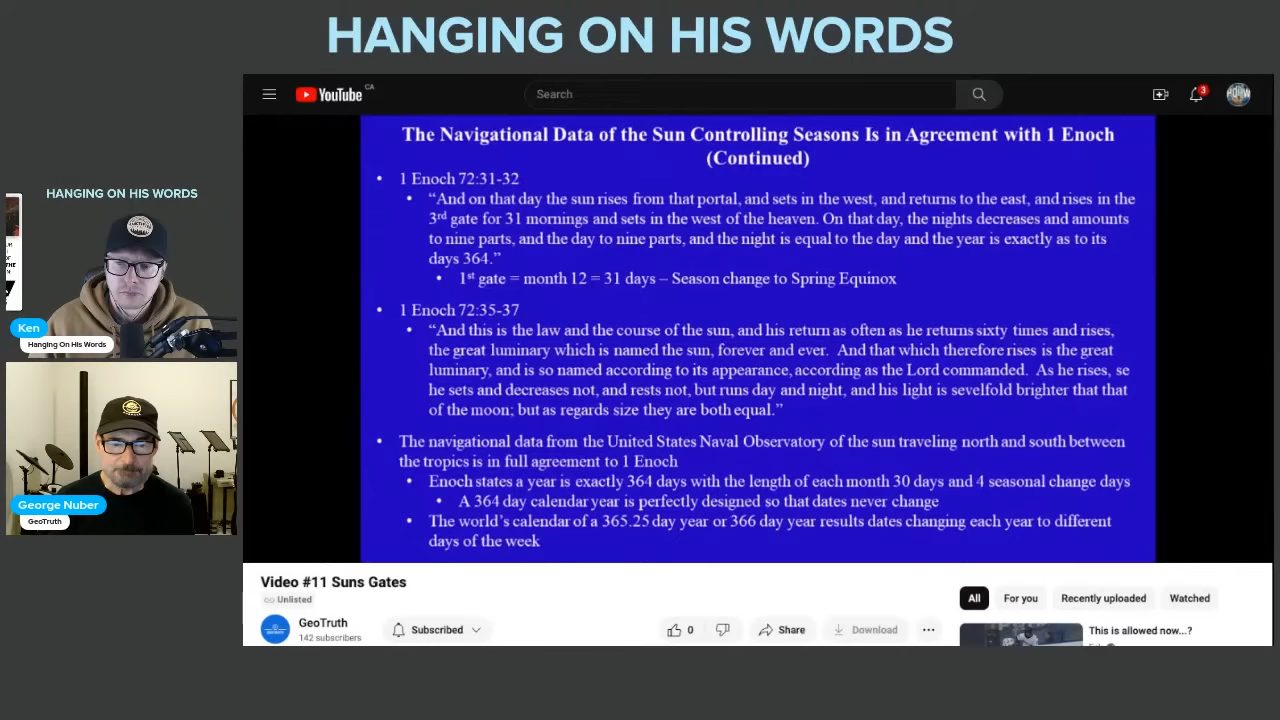 HANGING ON HIS WORDS
YouTube CA
Search
3
The Navigational Data of the Sun Controlling Seasons Is in Agreement with 1 Enoch
(Continued)
• 1 Enoch 72:31-32
• “And on that day the sun rises from that portal, and sets in the west, and returns to the east, and rises in the
3rd gate for 31 mornings and sets in the west of the heaven. On that day, the nights decreases and amounts
to nine parts, and the day to nine parts, and the night is equal to the day and the year is exactly as to its
days 364.”
• 1st gate = month 12 = 31 days – Season change to Spring Equinox
• 1 Enoch 72:35-37
• “And this is the law and the course of the sun, and his return as often as he returns sixty times and rises,
the great luminary which is named the sun, forever and ever. And that which therefore rises is the great
luminary, and is so named according to its appearance, according as the Lord commanded. As he rises, se
he sets and decreases not, and rests not, but runs day and night, and his light is sevelfold brighter that that
of the moon; but as regards size they are both equal.”
• The navigational data from the United States Naval Observatory of the sun traveling north and south between
the tropics is in full agreement to 1 Enoch
• Enoch states a year is exactly 364 days with the length of each month 30 days and 4 seasonal change days
• A 364 day calendar year is perfectly designed so that dates never change
• The world’s calendar of a 365.25 day year or 366 day year results dates changing each year to different
days of the week
HANGING ON HIS WORDS
Ken
Hanging On His Words
George Nuber
GeoTruth
Video #11 Suns Gates
Unlisted
GeoTruth
142 subscribers
Subscribed
0
Share
Download
All
For you
Recently uploaded
Watched
This is allowed now...?